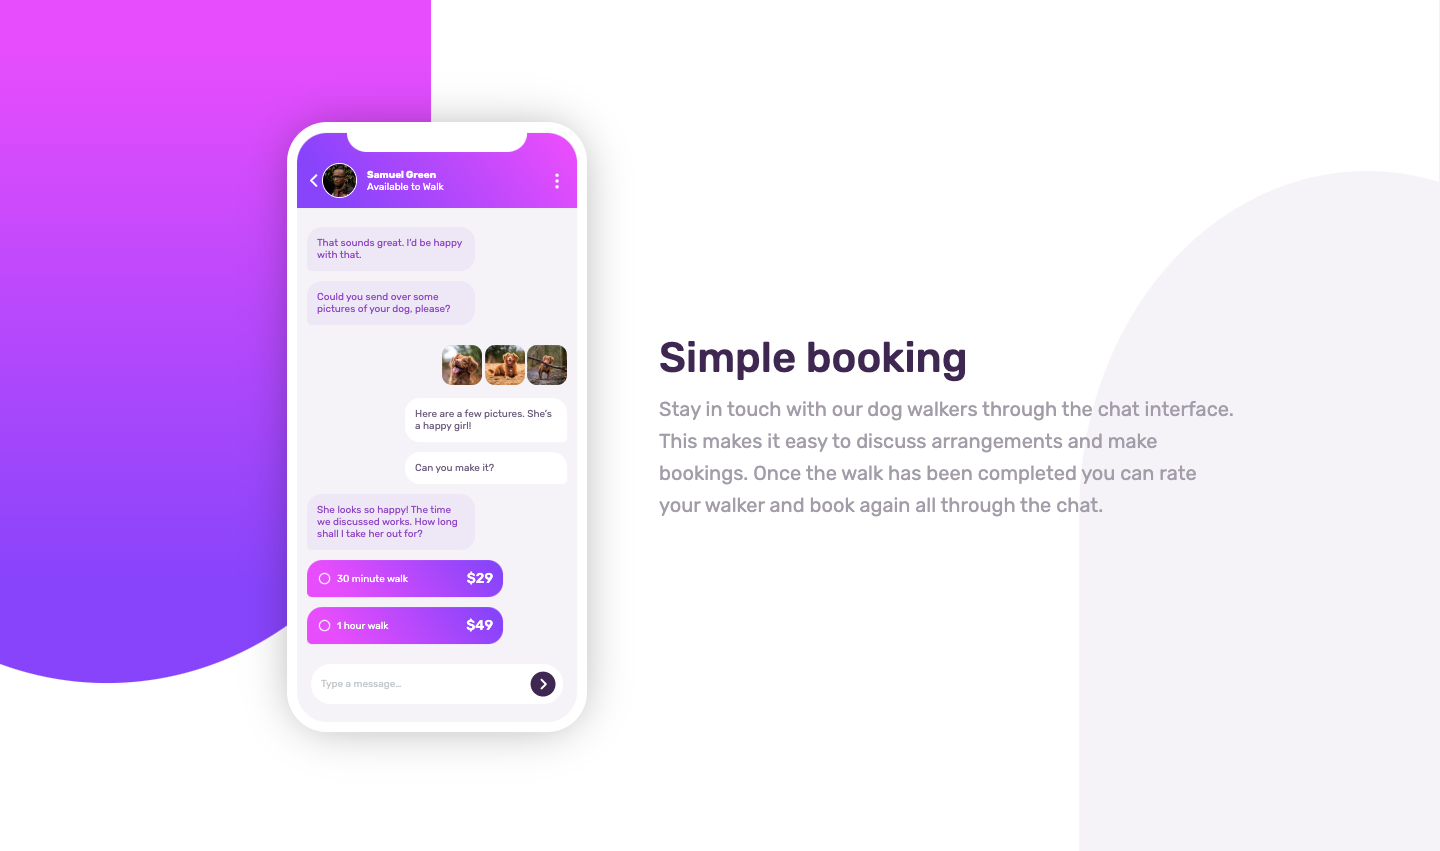 Samuel Green
Available to Walk
That sounds great. I'd be happy
with that.
Could you send over some
pictures of your dog, please?
Here are a few pictures. She's
a happy girl!
Can you make it?
She looks so happy! The time
we discussed works. How long
shall I take her out for?
30 minute walk $29
1 hour walk $49
Type a message...
Simple booking
Stay in touch with our dog walkers through the chat interface.
This makes it easy to discuss arrangements and make
bookings. Once the walk has been completed you can rate
your walker and book again all through the chat.